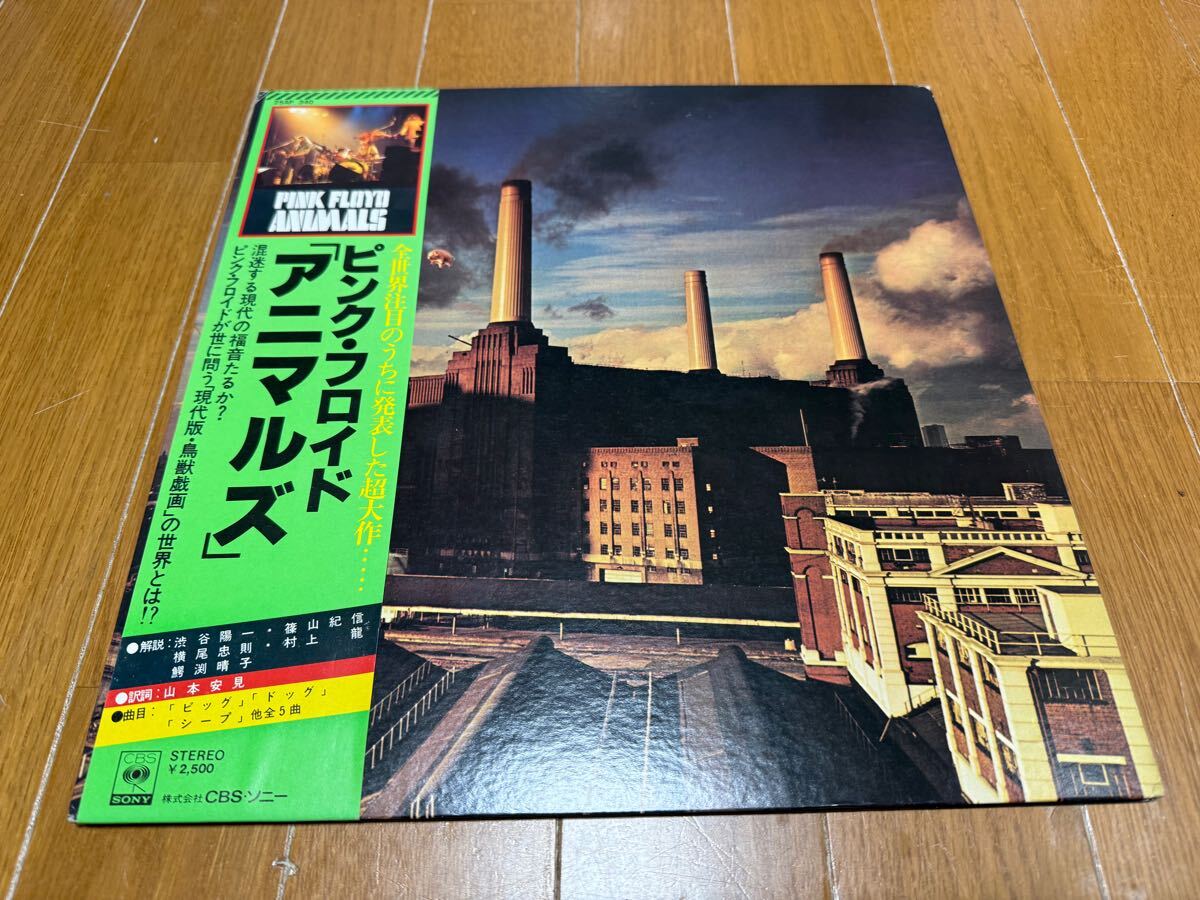 25AP 340
PINK FLOYD
ANIMALS
全世界注目のうちに発表した超大作……
ピンク・フロイド
「アニマルズ」
混迷する現代の福音たるか?
ピンク・フロイドが世に問う「現代版・鳥獣戯画」の世界とは!?
●解説:渋谷陽一・篠山紀信
横尾忠則・村上龍
鰐渕晴子
●訳詞:山本安見
●曲目:「ピッグ」「ドッグ」
「シープ」他全5曲
CBS
SONY
STEREO
¥2,500
株式会社 CBS・ソニー